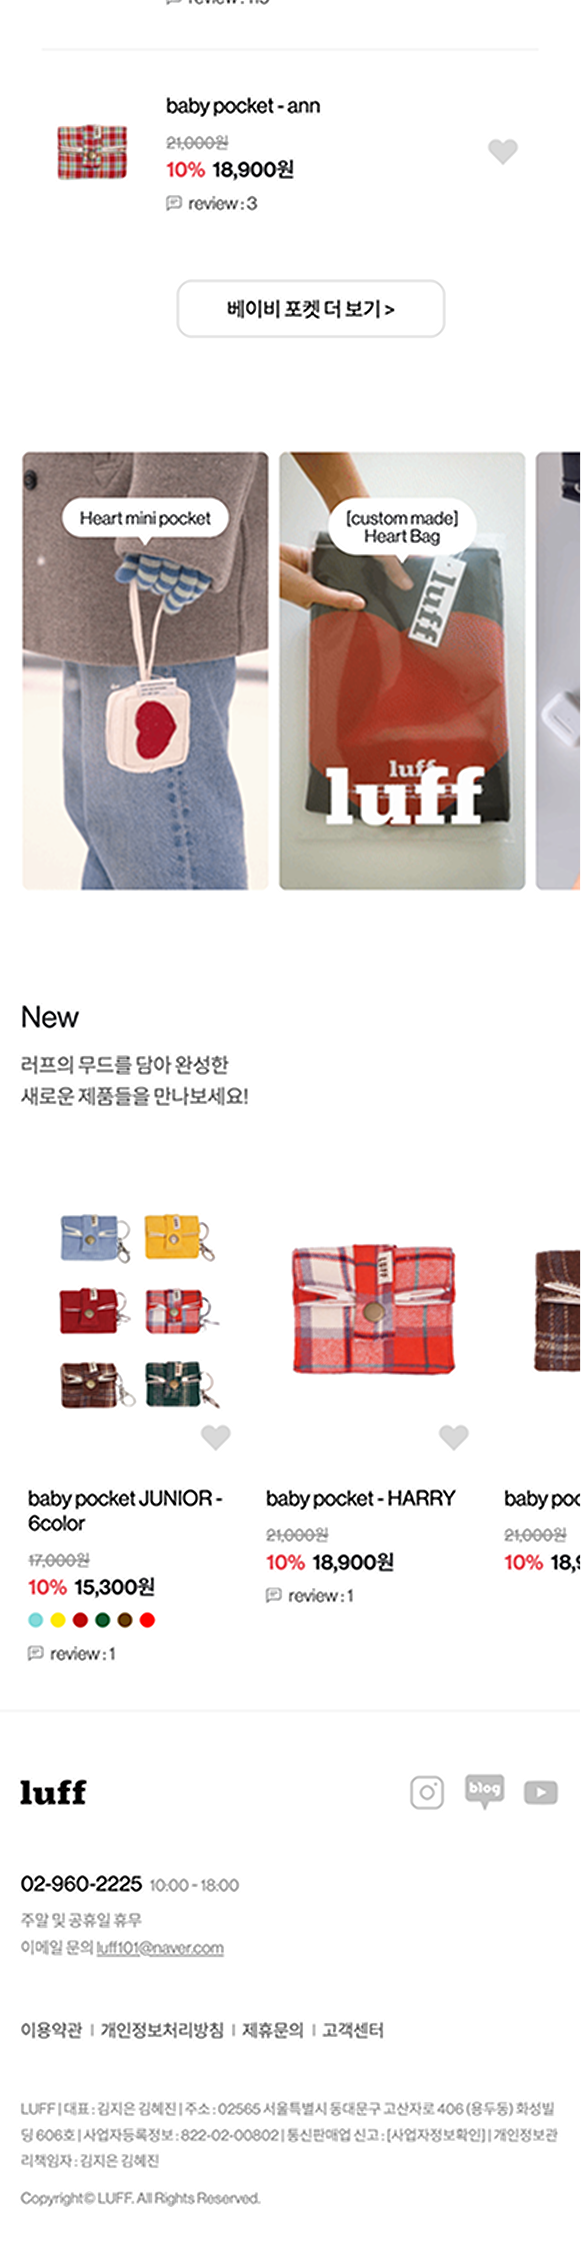 baby pocket - ann
21,000원
10% 18,900원
review : 3
베이비 포켓 더 보기 >
Heart mini pocket
[custom made]
Heart Bag
luff
luff
luff
New
러프의 무드를 담아 완성한
새로운 제품들을 만나보세요!
LUFF
baby pocket JUNIOR -
6color
17,000원
10% 15,300원
review : 1
baby pocket - HARRY
21,000원
10% 18,900원
review : 1
baby poc
21,000원
10% 18,9
luff
blog
02-960-2225 10:00 - 18:00
주말 및 공휴일 휴무
이메일 문의 luff101@naver.com
이용약관 | 개인정보처리방침 | 제휴문의 | 고객센터
LUFF | 대표 : 김지은 김혜진 | 주소 : 02565 서울특별시 동대문구 고산자로 406 (용두동) 화성빌
딩 606호 | 사업자등록정보 : 822-02-00802 | 통신판매업 신고 : [사업자정보확인] | 개인정보관
리책임자 : 김지은 김혜진
Copyright © LUFF. All Rights Reserved.